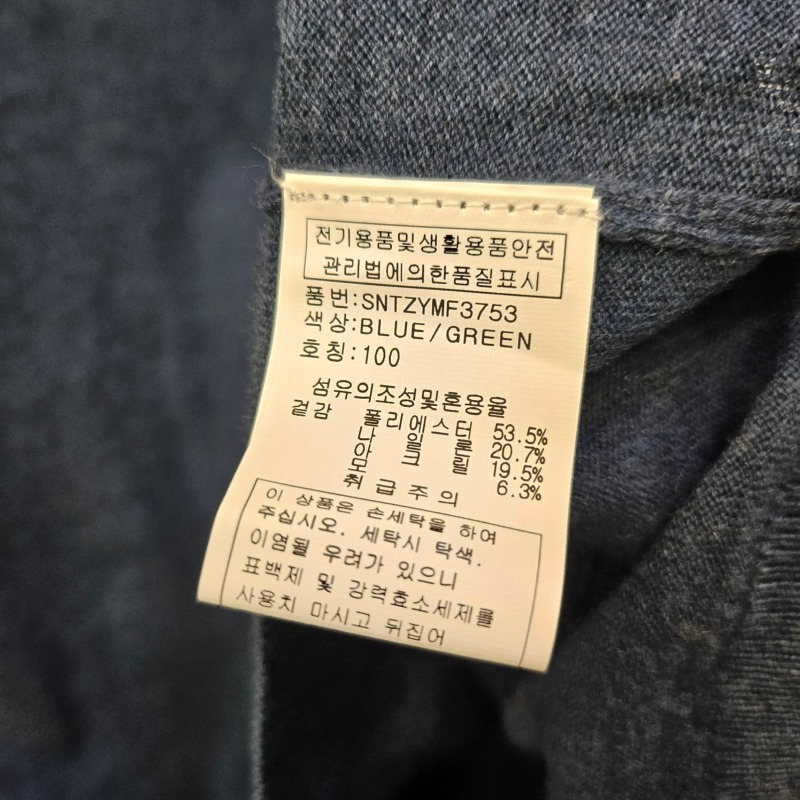 전기용품및생활용품안전
관리법에의한품질표시
품번:SNTZYMF3753
색상:BLUE/GREEN
호칭:100
섬유의조성및혼용율
겉감 폴리에스터 53.5%
나 일 론 20.7%
아 크 릴 19.5%
모 6.3%
취급주의
이 상품은 손세탁을 하여
주십시오. 세탁시 탁색.
이염될 우려가 있으니
표백제 및 강력효소세제를
사용치 마시고 뒤집어